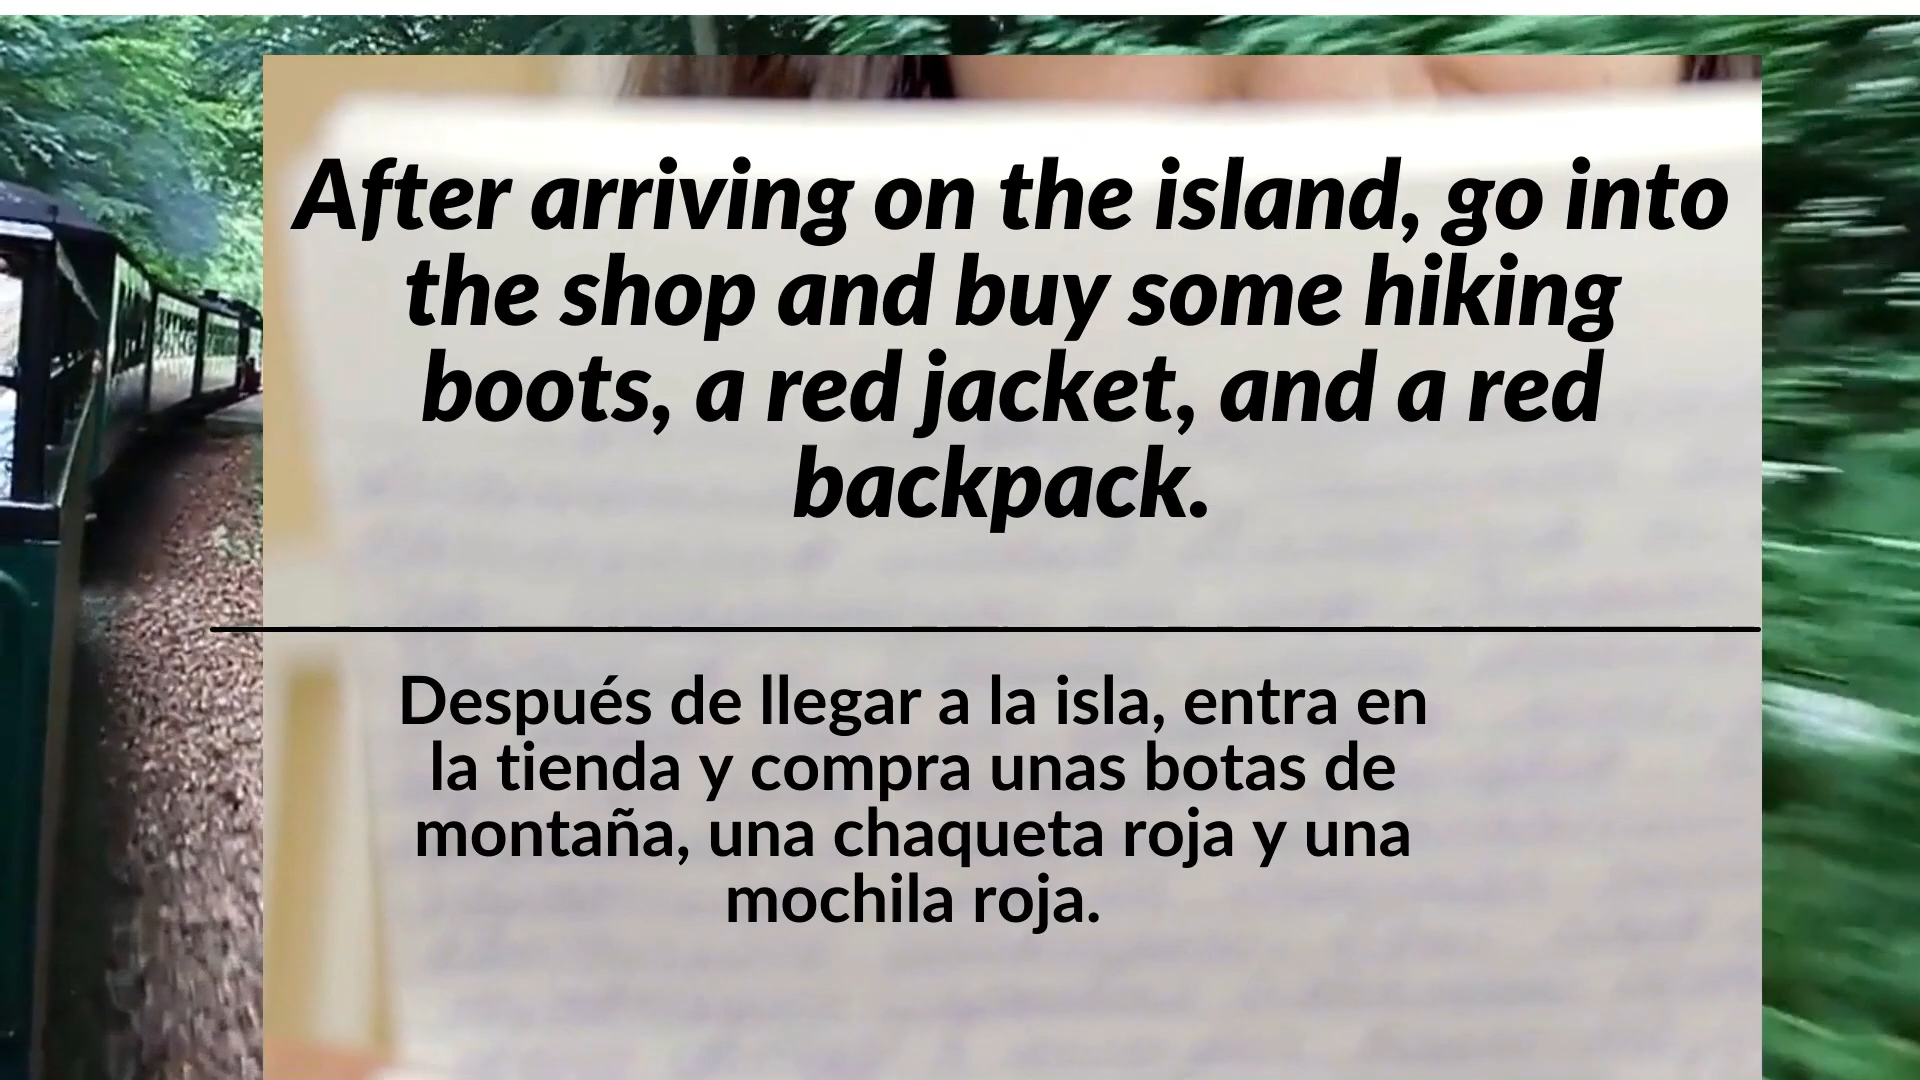 After arriving on the island, go into
the shop and buy some hiking
boots, a red jacket, and a red
backpack.
Después de llegar a la isla, entra en
la tienda y compra unas botas de
montaña, una chaqueta roja y una
mochila roja.